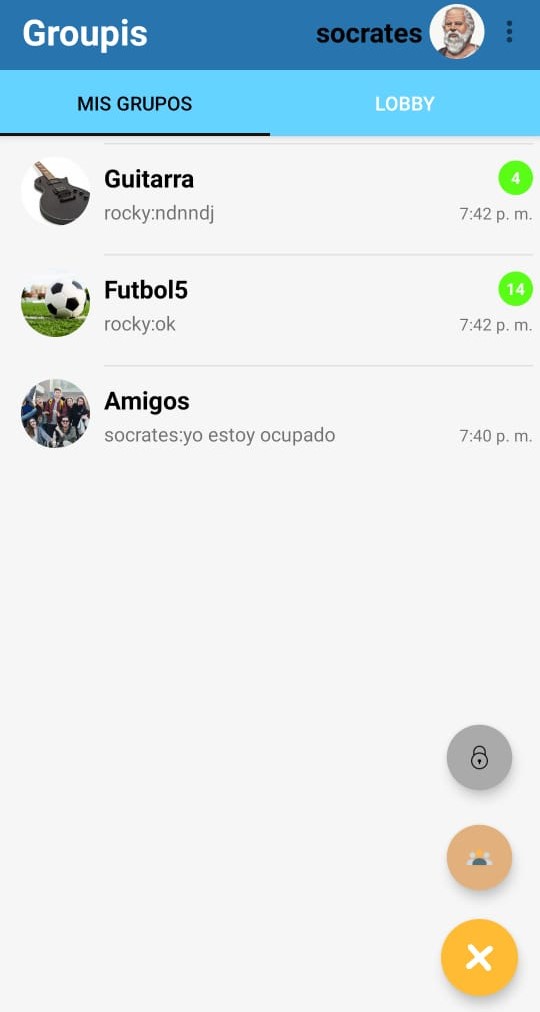 Groupis
socrates
MIS GRUPOS
LOBBY
Guitarra
4
rocky:ndnndj
7:42 p. m.
Futbol5
14
rocky:ok
7:42 p. m.
Amigos
socrates:yo estoy ocupado
7:40 p. m.